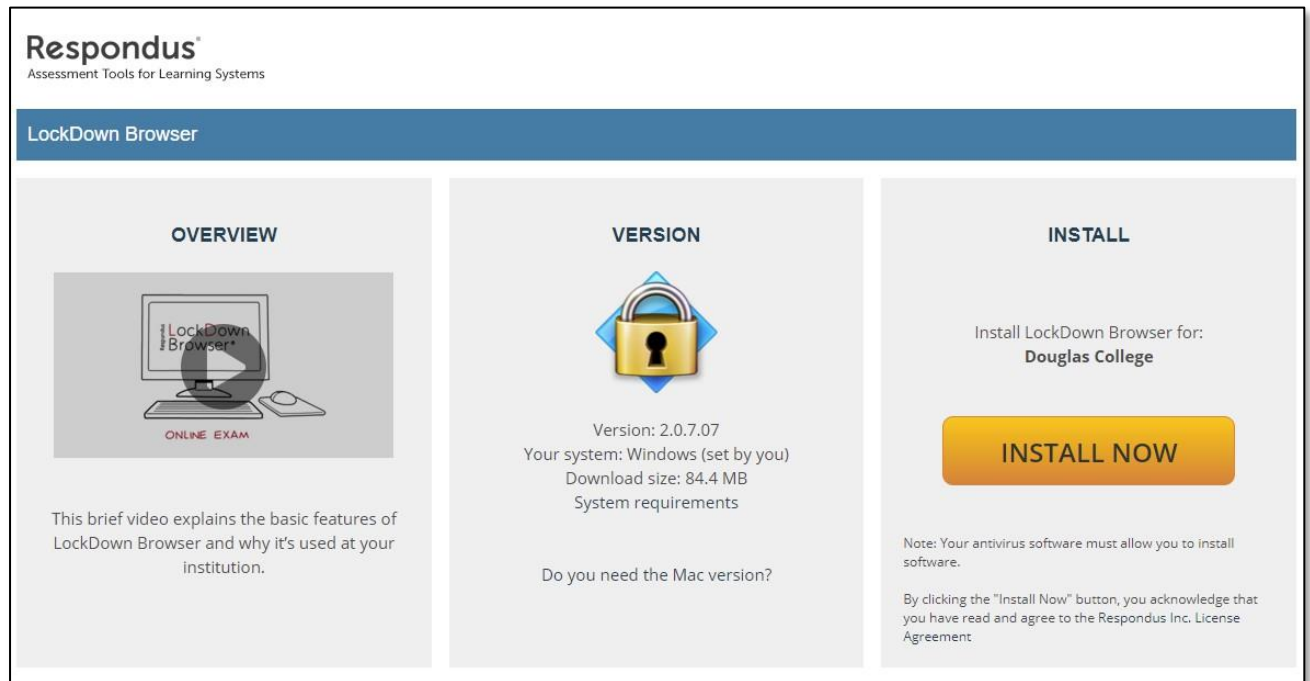 Respondus®
Assessment Tools for Learning Systems
LockDown Browser
OVERVIEW
Respondus
LockDown
Browser®
ONLINE EXAM
This brief video explains the basic features of
LockDown Browser and why it's used at your
institution.
VERSION
Version: 2.0.7.07
Your system: Windows (set by you)
Download size: 84.4 MB
System requirements
Do you need the Mac version?
INSTALL
Install LockDown Browser for:
Douglas College
INSTALL NOW
Note: Your antivirus software must allow you to install
software.
By clicking the "Install Now" button, you acknowledge that
you have read and agree to the Respondus Inc. License
Agreement